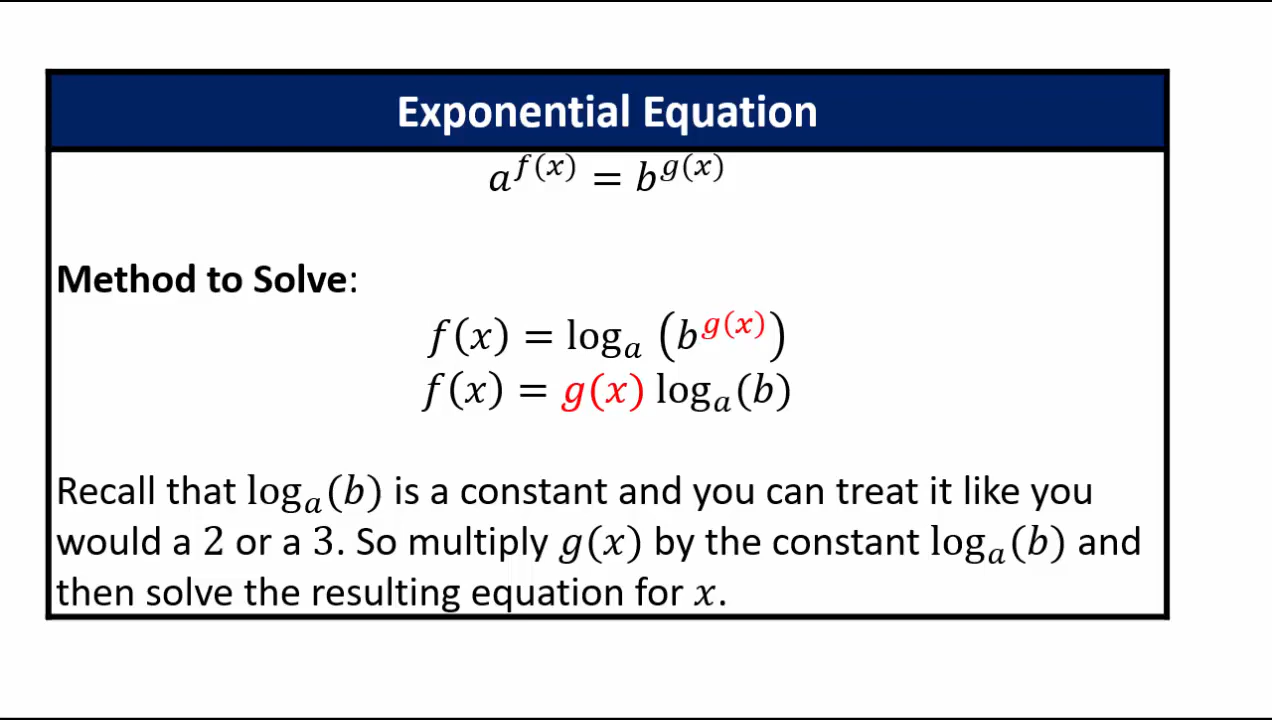 Exponential Equation
a^{f(x)} = b^{g(x)}
Method to Solve:
f(x) = log_a (b^{g(x)})
f(x) = g(x) log_a(b)
Recall that log_a(b) is a constant and you can treat it like you
would a 2 or a 3. So multiply g(x) by the constant log_a(b) and
then solve the resulting equation for x.